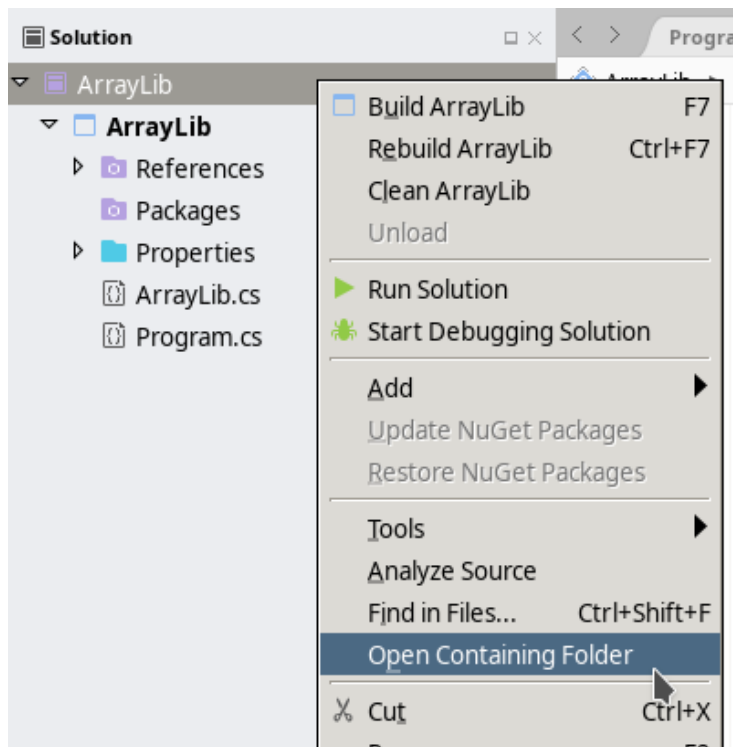 Solution
Progra
ArrayLib
ArrayLib
ArrayLib
References
Packages
Properties
ArrayLib.cs
Program.cs
Build ArrayLib F7
Rebuild ArrayLib Ctrl+F7
Clean ArrayLib
Unload
Run Solution
Start Debugging Solution
Add
Update NuGet Packages
Restore NuGet Packages
Tools
Analyze Source
Find in Files... Ctrl+Shift+F
Open Containing Folder
Cut Ctrl+X